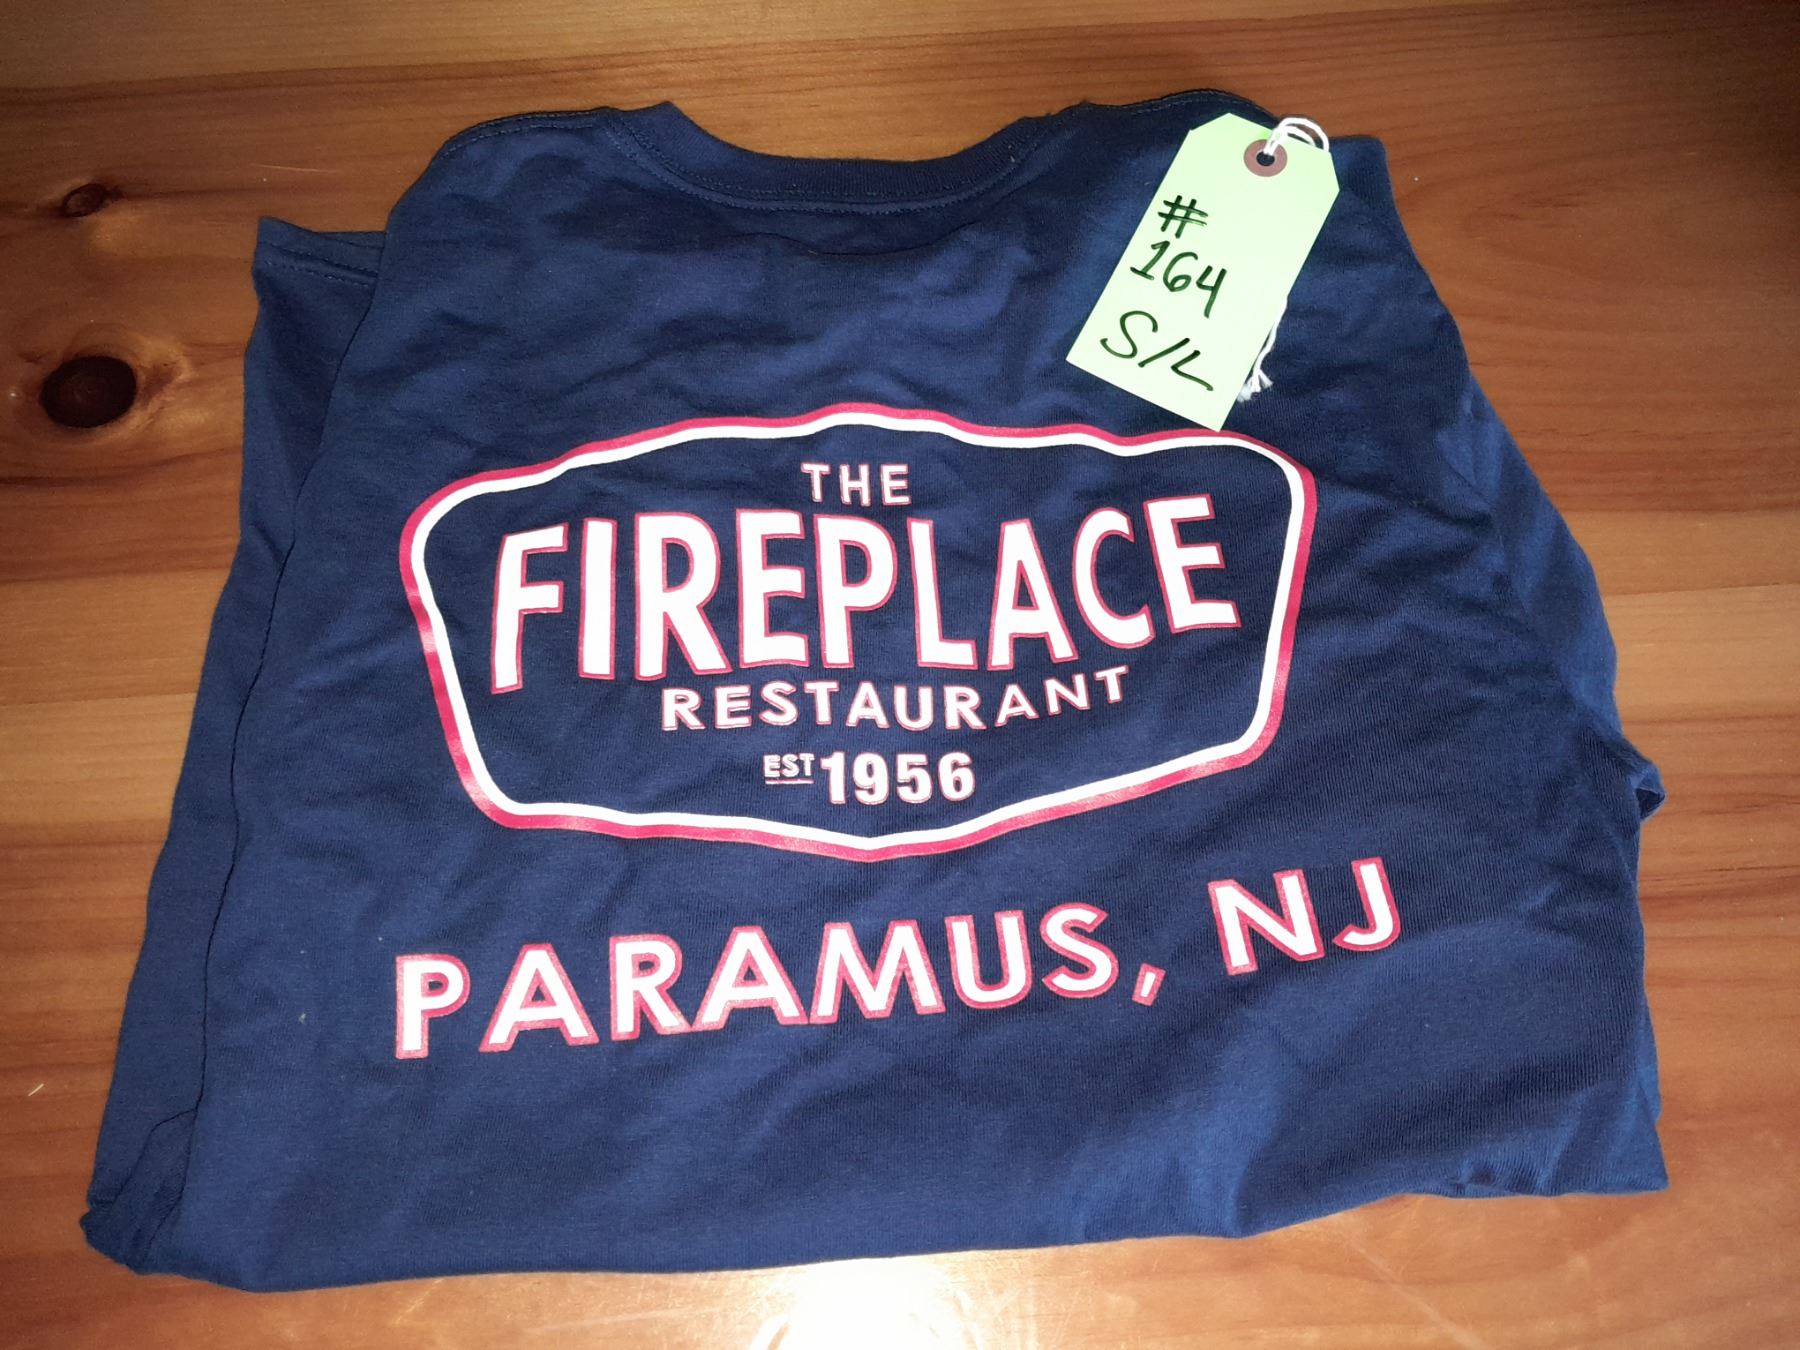 #
164
S/L
THE
FIREPLACE
RESTAURANT
EST 1956
PARAMUS, NJ